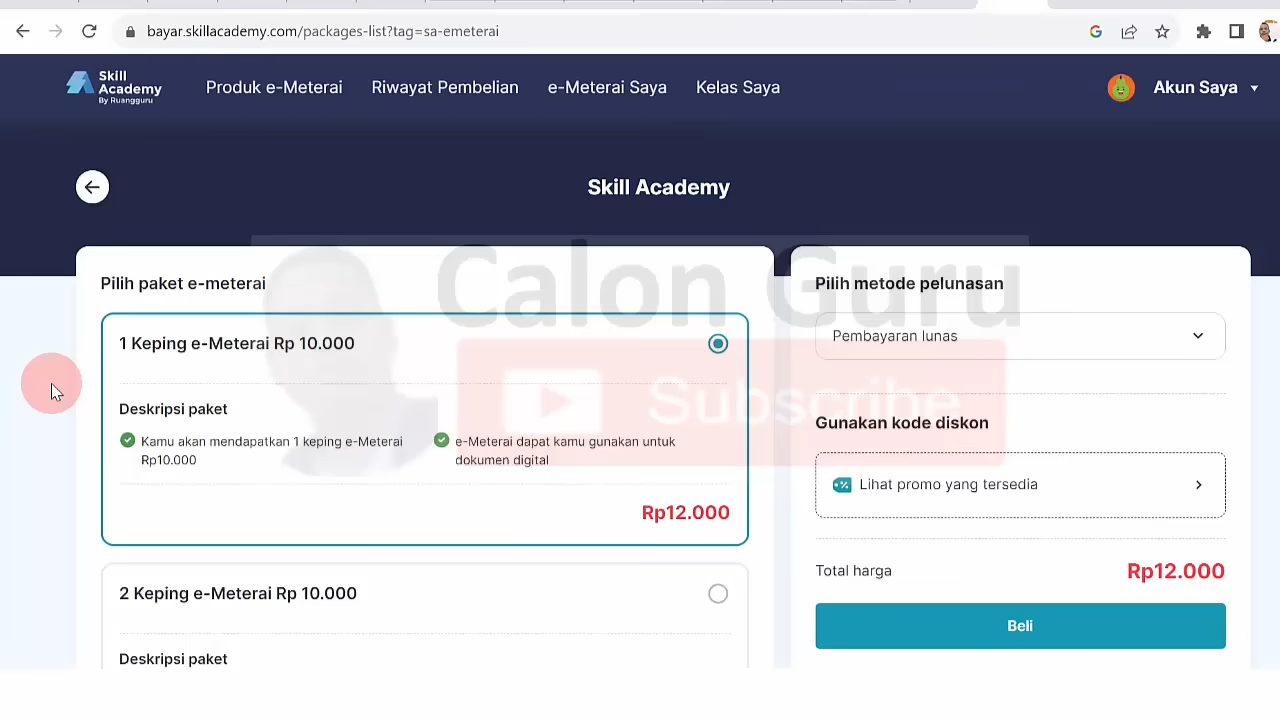 bayar.skillacademy.com/packages-list?tag=sa-emeterai
Skill
Academy
By Ruangguru
Produk e-Meterai
Riwayat Pembelian
e-Meterai Saya
Kelas Saya
Akun Saya
Skill Academy
Calon Guru
Subscribe
Pilih paket e-meterai
1 Keping e-Meterai Rp 10.000
Deskripsi paket
Kamu akan mendapatkan 1 keping e-Meterai
Rp10.000
e-Meterai dapat kamu gunakan untuk
dokumen digital
Rp12.000
2 Keping e-Meterai Rp 10.000
Deskripsi paket
Pilih metode pelunasan
Pembayaran lunas
Gunakan kode diskon
Lihat promo yang tersedia
Total harga
Rp12.000
Beli